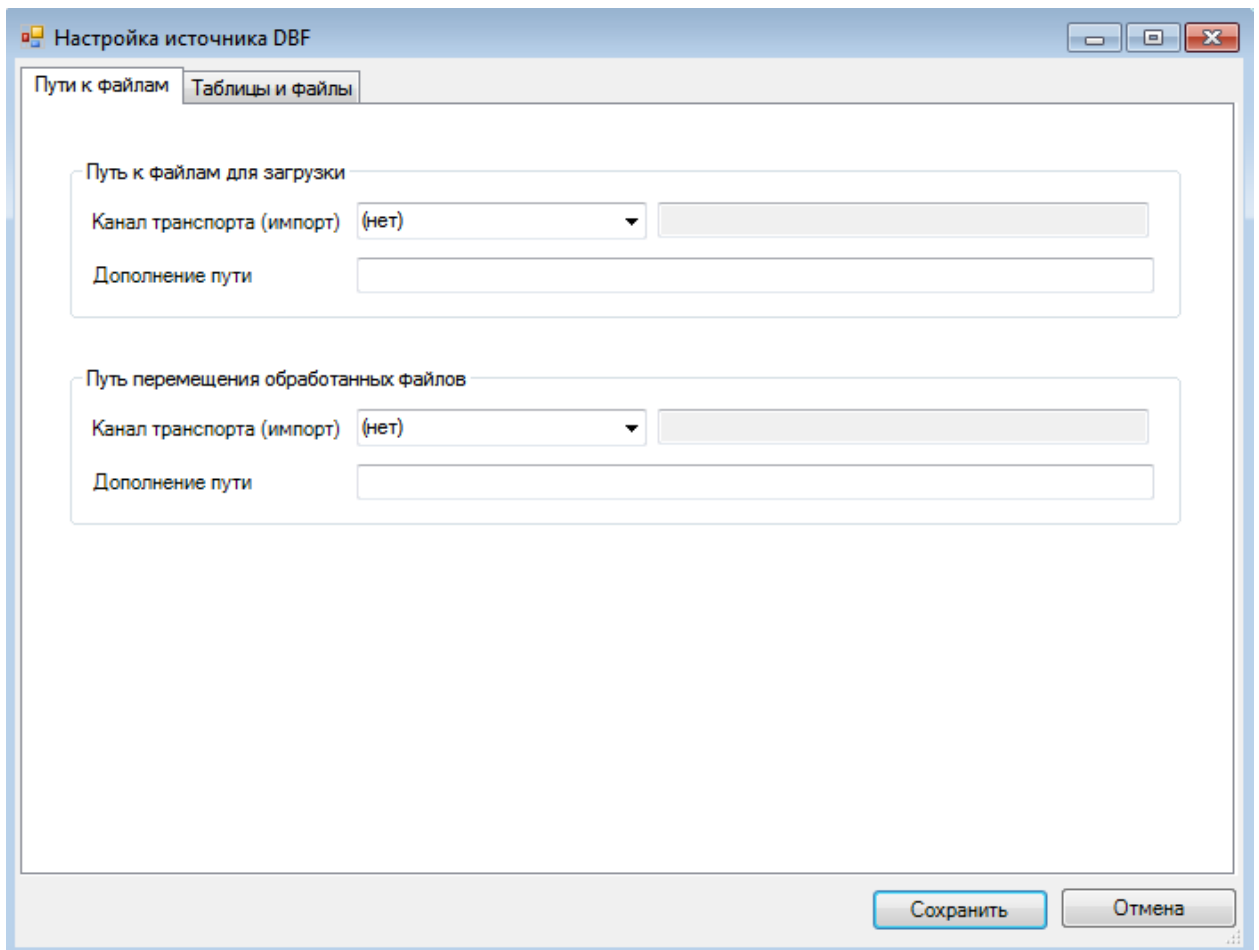 Настройка источника DBF
Пути к файлам Таблицы и файлы
Путь к файлам для загрузки
Канал транспорта (импорт) (нет)
Дополнение пути
Путь перемещения обработанных файлов
Канал транспорта (импорт) (нет)
Дополнение пути
Сохранить Отмена